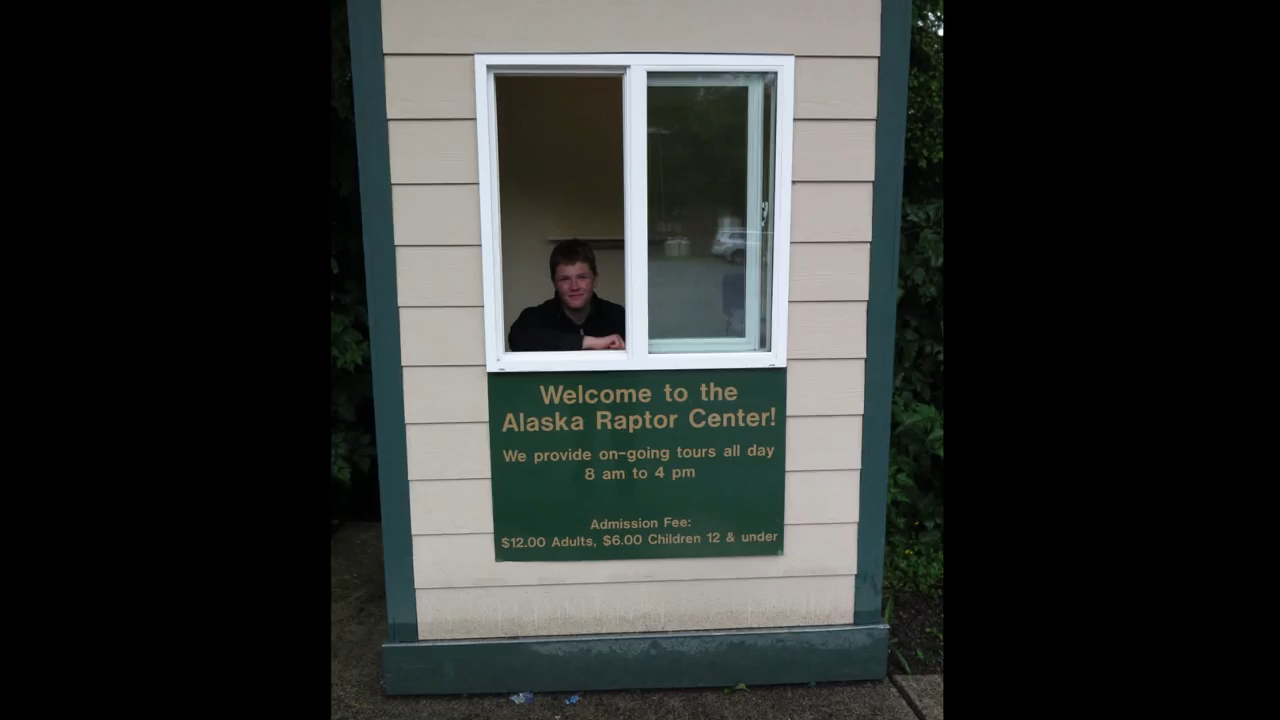 Welcome to the
Alaska Raptor Center!
We provide on-going tours all day
8 am to 4 pm
Admission Fee:
$12.00 Adults, $6.00 Children 12 & under